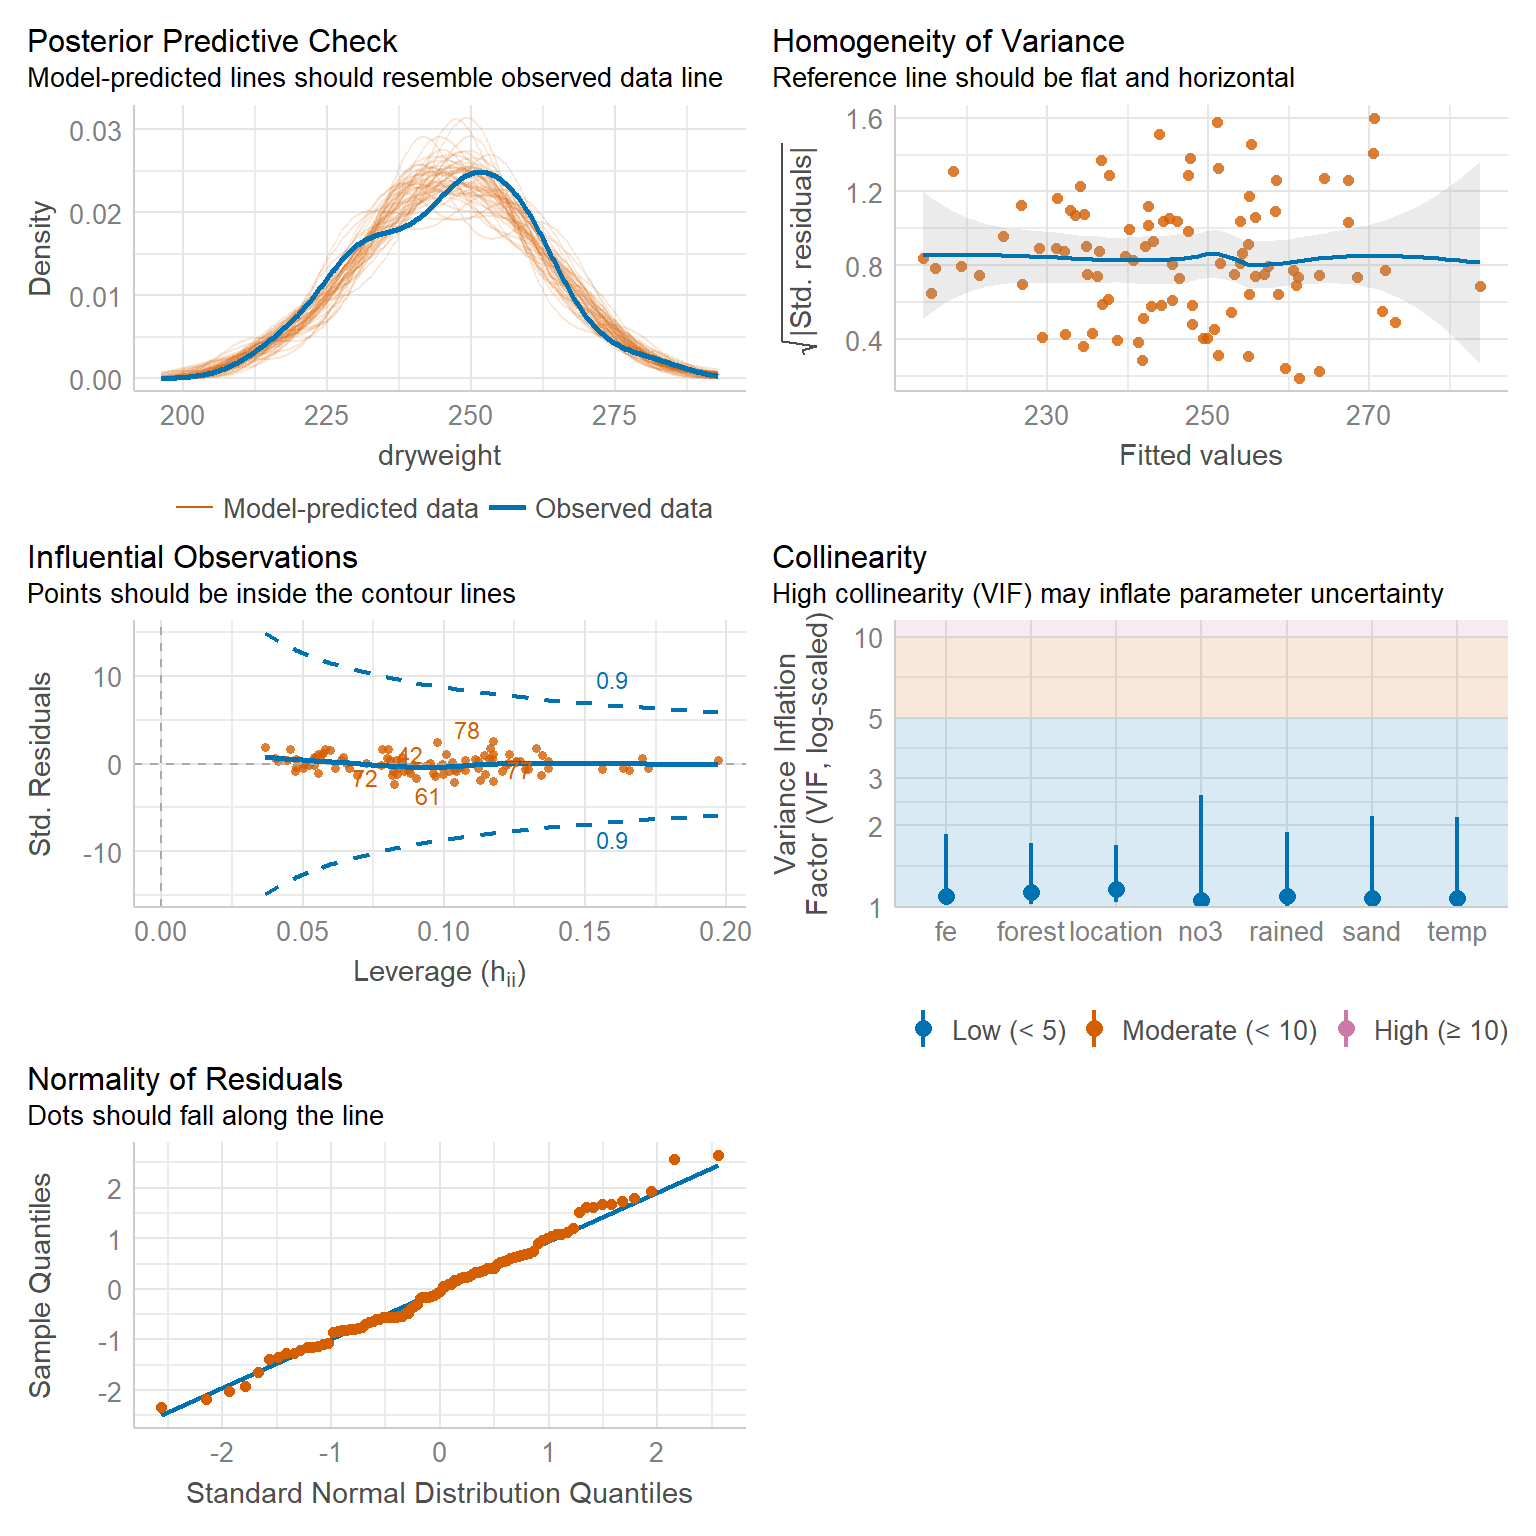 Posterior Predictive Check
Model-predicted lines should resemble observed data line
Density
0.03
0.02
0.01
0.00
200 225 250 275
dryweight
Model-predicted data Observed data
Homogeneity of Variance
Reference line should be flat and horizontal
√|Std. residuals|
1.6
1.2
0.8
0.4
230 250 270
Fitted values
Influential Observations
Points should be inside the contour lines
Std. Residuals
10
0
-10
0.9
78
42
72
77
61
0.9
0.00 0.05 0.10 0.15 0.20
Leverage (hii)
Collinearity
High collinearity (VIF) may inflate parameter uncertainty
Variance Inflation
Factor (VIF, log-scaled)
10
5
3
2
1
fe forest location no3 rained sand temp
Low (< 5) Moderate (< 10) High (≥ 10)
Normality of Residuals
Dots should fall along the line
Sample Quantiles
2
1
0
-1
-2
-2 -1 0 1 2
Standard Normal Distribution Quantiles